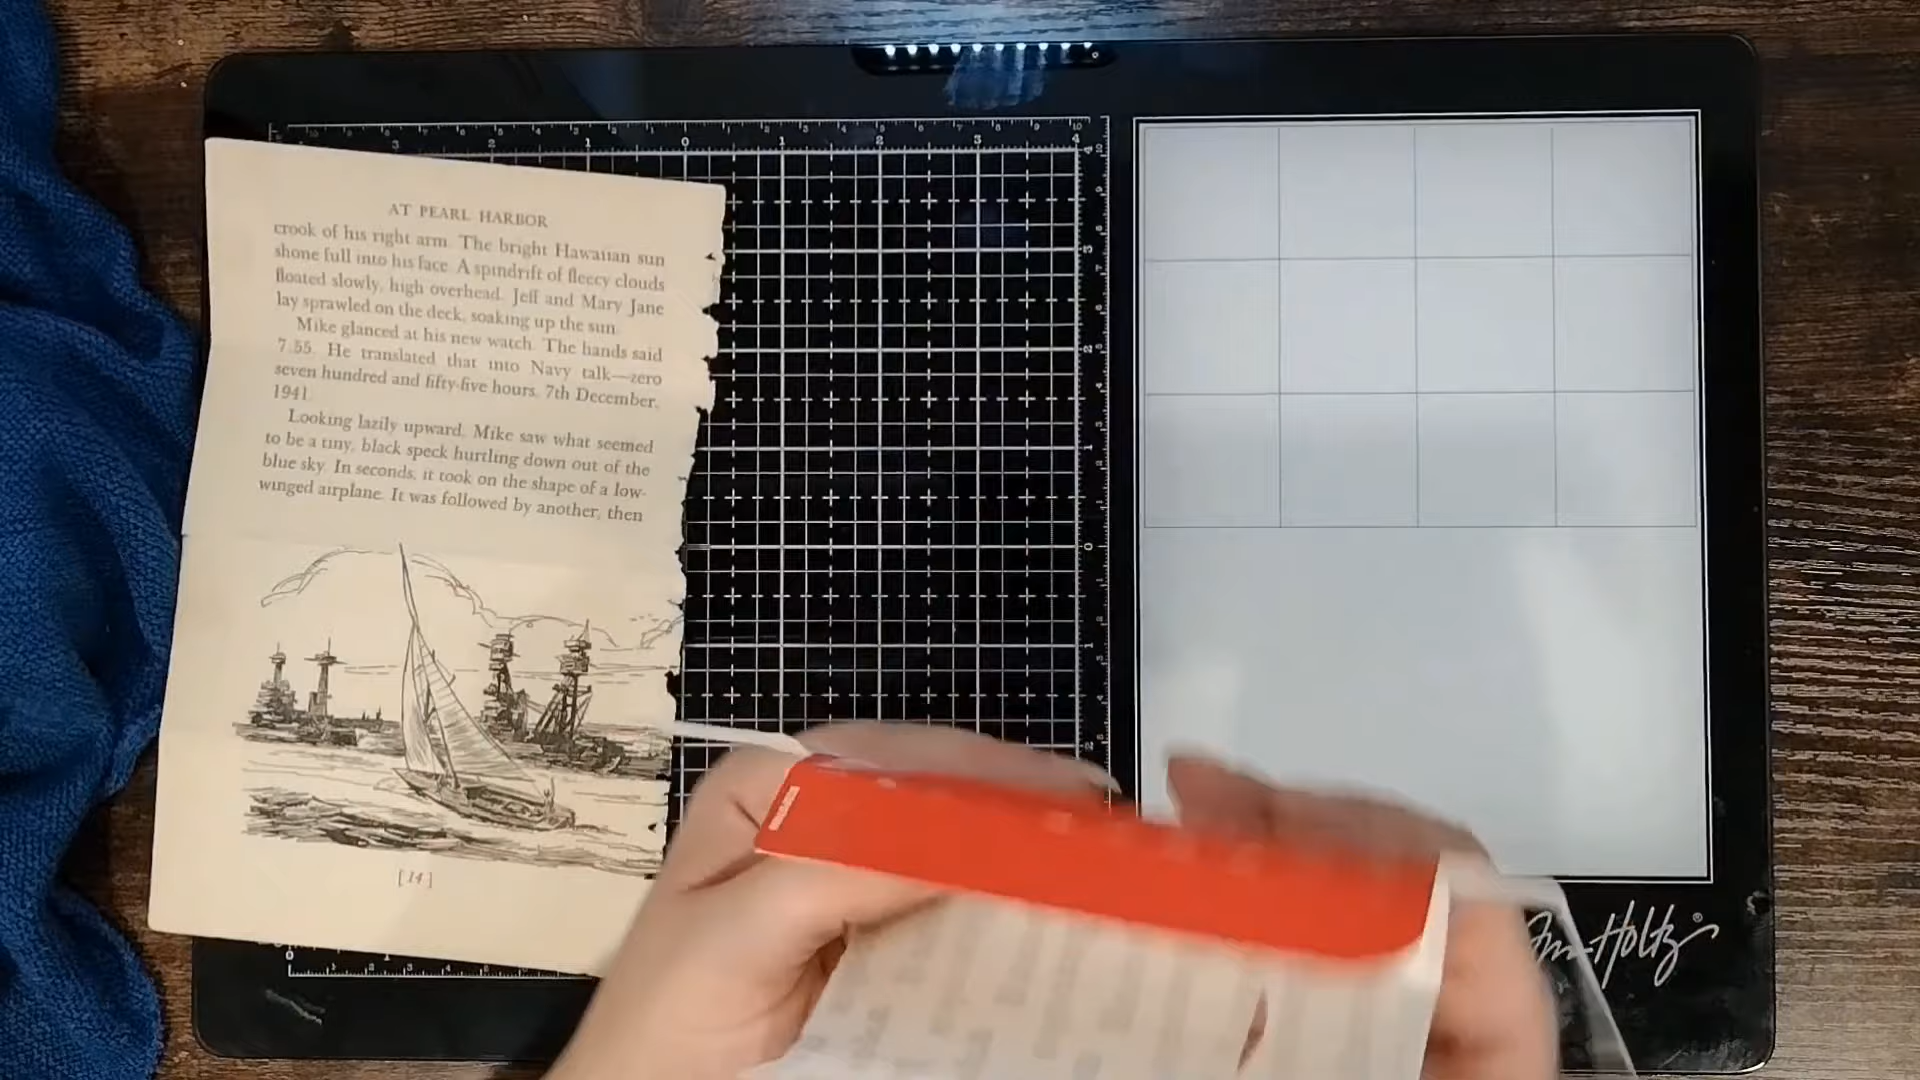 AT PEARL HARBOR
crook of his right arm. The bright Hawaiian sun
shone full into his face. A spindrift of fleecy clouds
floated slowly, high overhead. Jeff and Mary Jane
lay sprawled on the deck, soaking up the sun.
Mike glanced at his new watch. The hands said
7.55. He translated that into Navy talk—zero
seven hundred and fifty-five hours, 7th December,
1941.
Looking lazily upward, Mike saw what seemed
to be a tiny, black speck hurtling down out of the
blue sky. In seconds, it took on the shape of a low-
winged airplane. It was followed by another, then
[14]
Tim Holtz®